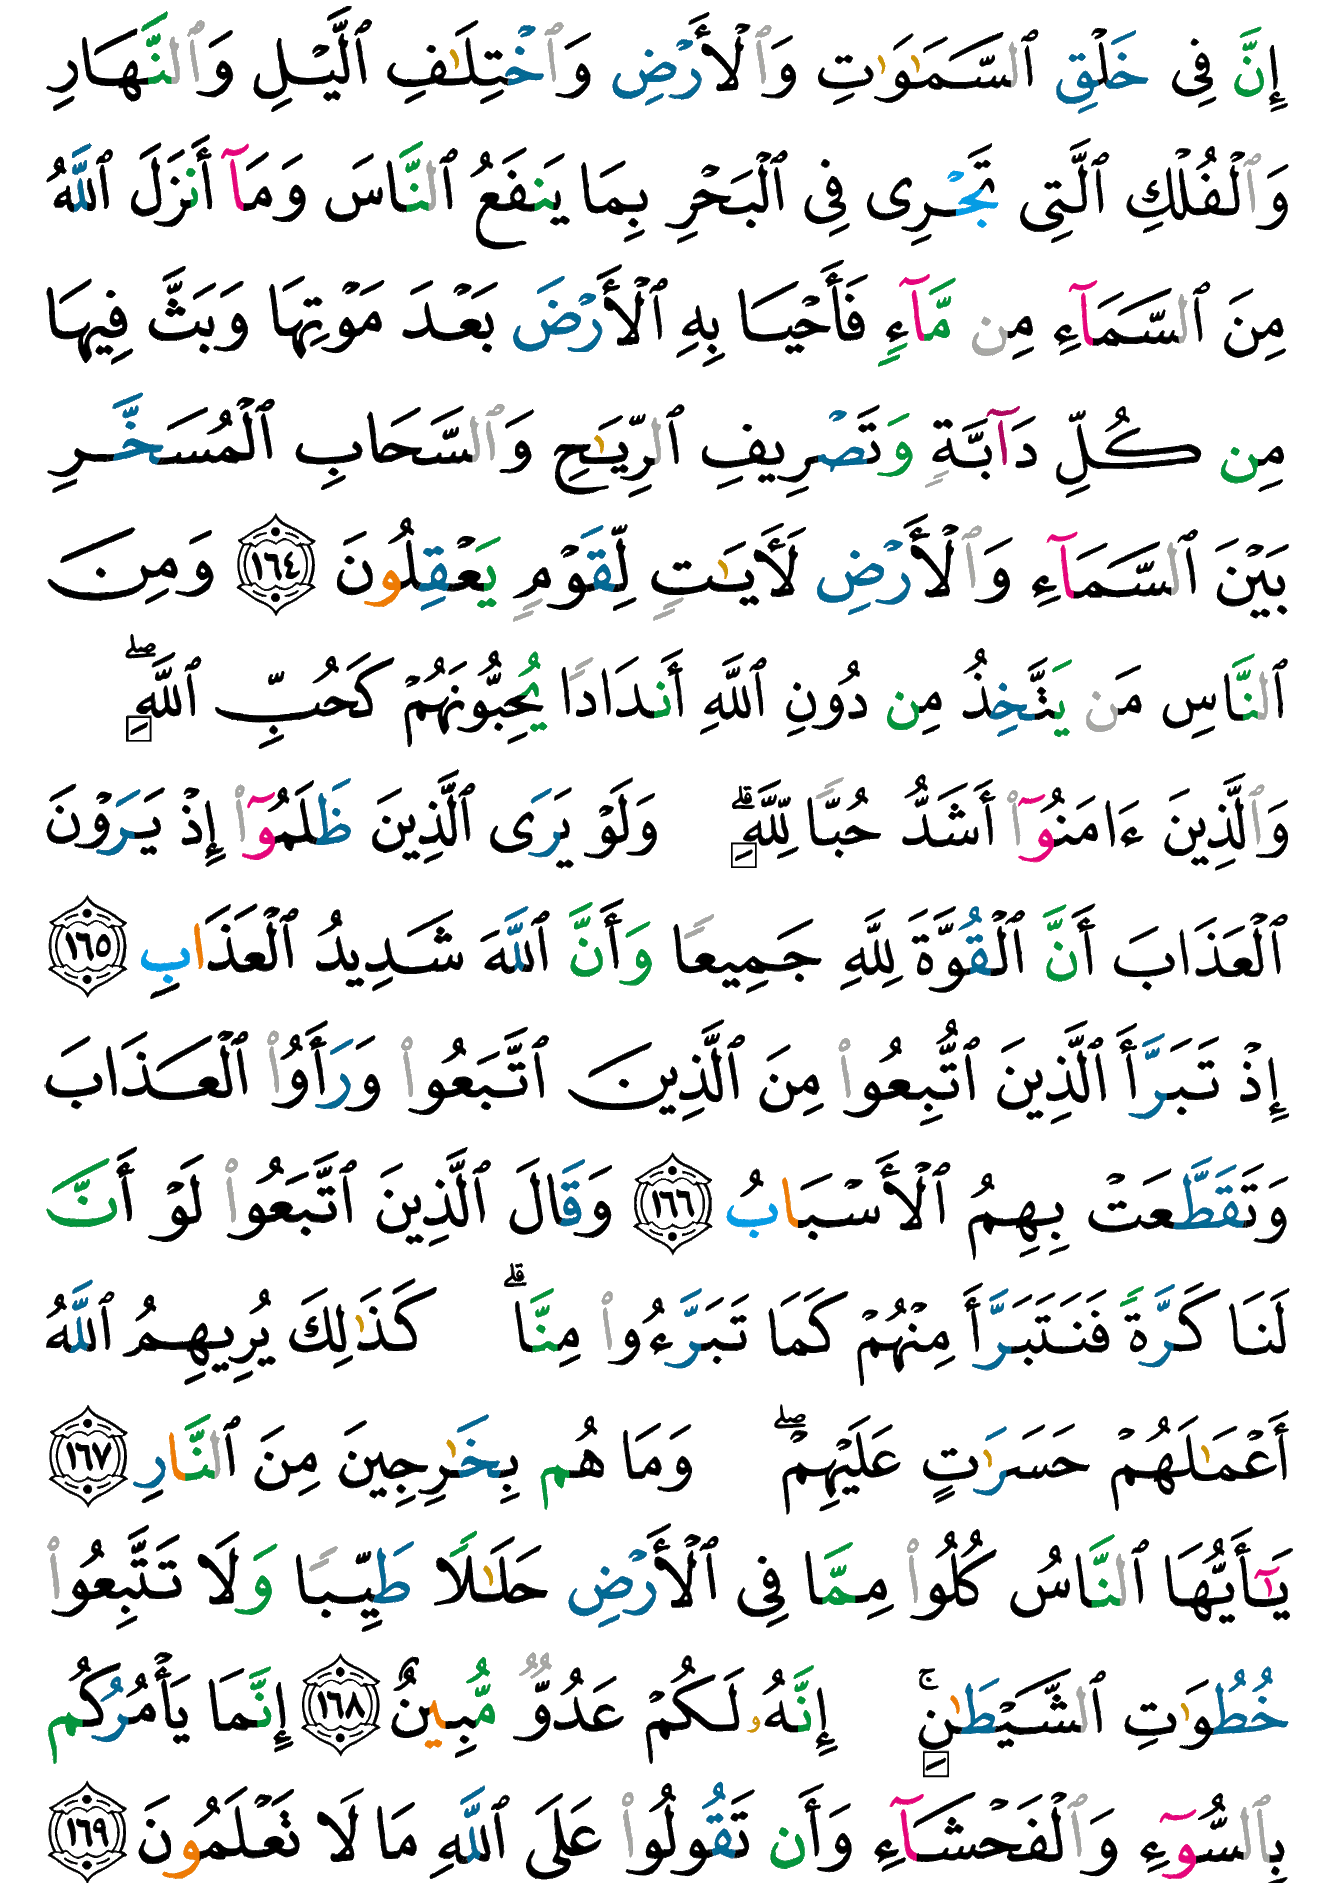 إِنَّ فِى خَلْقِ ٱلسَّمَـٰوَٰتِ وَٱلْأَرْضِ وَٱخْتِلَـٰفِ ٱلَّيْلِ وَٱلنَّهَارِ
وَٱلْفُلْكِ ٱلَّتِى تَجْرِى فِى ٱلْبَحْرِ بِمَا يَنفَعُ ٱلنَّاسَ وَمَآ أَنزَلَ ٱللَّهُ
مِنَ ٱلسَّمَآءِ مِن مَّآءٍ فَأَحْيَا بِهِ ٱلْأَرْضَ بَعْدَ مَوْتِهَا وَبَثَّ فِيهَا
مِن كُلِّ دَآبَّةٍ وَتَصْرِيفِ ٱلرِّيَـٰحِ وَٱلسَّحَابِ ٱلْمُسَخَّرِ
بَيْنَ ٱلسَّمَآءِ وَٱلْأَرْضِ لَأَيَـٰتٍ لِّقَوْمٍ يَعْقِلُونَ ١٦٤ وَمِنَ
ٱلنَّاسِ مَن يَتَّخِذُ مِن دُونِ ٱللَّهِ أَندَادًا يُحِبُّونَهُمْ كَحُبِّ ٱللَّهِ ۖ
وَٱلَّذِينَ ءَامَنُوٓا۟ أَشَدُّ حُبًّا لِّلَّهِ ۗ وَلَوْ يَرَى ٱلَّذِينَ ظَلَمُوٓا۟ إِذْ يَرَوْنَ
ٱلْعَذَابَ أَنَّ ٱلْقُوَّةَ لِلَّهِ جَمِيعًا وَأَنَّ ٱللَّهَ شَدِيدُ ٱلْعَذَابِ ١٦٥
إِذْ تَبَرَّأَ ٱلَّذِينَ ٱتُّبِعُوا۟ مِنَ ٱلَّذِينَ ٱتَّبَعُوا۟ وَرَأَوُا۟ ٱلْعَذَابَ
وَتَقَطَّعَتْ بِهِمُ ٱلْأَسْبَابُ ١٦٦ وَقَالَ ٱلَّذِينَ ٱتَّبَعُوا۟ لَوْ أَنَّ
لَنَا كَرَّةً فَنَتَبَرَّأَ مِنْهُمْ كَمَا تَبَرَّءُوا۟ مِنَّا ۗ كَذَٰلِكَ يُرِيهِمُ ٱللَّهُ
أَعْمَـٰلَهُمْ حَسَرَٰتٍ عَلَيْهِمْ ۖ وَمَا هُم بِخَـٰرِجِينَ مِنَ ٱلنَّارِ ١٦٧
يَـٰٓأَيُّهَا ٱلنَّاسُ كُلُوا۟ مِمَّا فِى ٱلْأَرْضِ حَلَـٰلًا طَيِّبًا وَلَا تَتَّبِعُوا۟
خُطُوَٰتِ ٱلشَّيْطَـٰنِ ۚ إِنَّهُۥ لَكُمْ عَدُوٌّ مُّبِينٌ ١٦٨ إِنَّمَا يَأْمُرُكُم
بِٱلسُّوٓءِ وَٱلْفَحْشَآءِ وَأَن تَقُولُوا۟ عَلَى ٱللَّهِ مَا لَا تَعْلَمُونَ ١٦٩